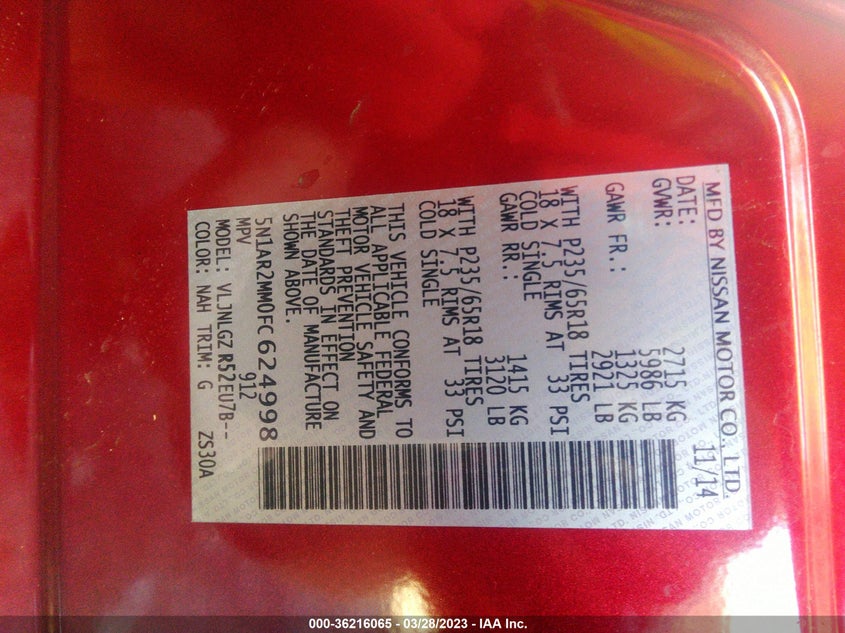 MFD BY NISSAN MOTOR CO., LTD.
DATE: 11/14
GVWR: 2715 KG
5986 LB
GAWR FR.: 1325 KG
2921 LB
WITH P235/65R18 TIRES
18 X 7.5 RIMS AT 33 PSI
COLD SINGLE
GAWR RR.: 1415 KG
3120 LB
WITH P235/65R18 TIRES
18 X 7.5 RIMS AT 33 PSI
COLD SINGLE
THIS VEHICLE CONFORMS TO
ALL APPLICABLE FEDERAL
MOTOR VEHICLE SAFETY AND
THEFT PREVENTION
STANDARDS IN EFFECT ON
THE DATE OF MANUFACTURE
SHOWN ABOVE.
5N1AR2MM0FC624998
MPV 912
MODEL: VLJNLGZ R52EU7B--
COLOR: NAH TRIM: G ZS30A
000-36216065 - 03/28/2023 - IAA Inc.